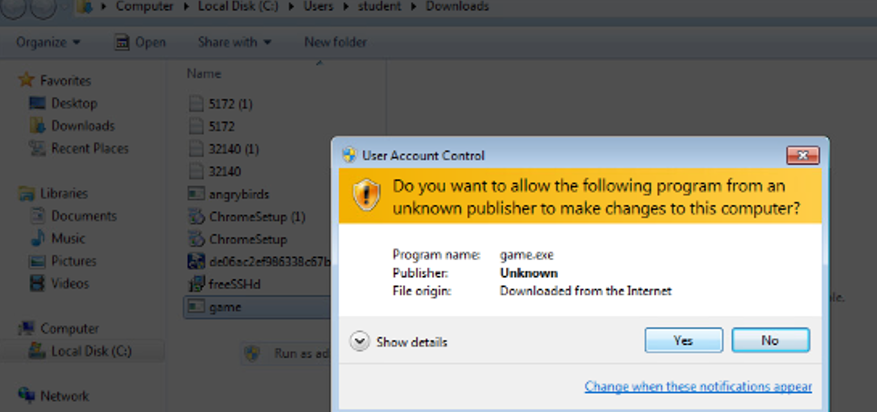 Computer Local Disk (C:) Users student Downloads
Organize Open Share with New folder
Favorites
Desktop
Downloads
Recent Places
Libraries
Documents
Music
Pictures
Videos
Computer
Local Disk (C:)
Network
Name
5172 (1)
5172
32140 (1)
32140
angrybirds
ChromeSetup (1)
ChromeSetup
de06ac2ef986338c67b
freeSSHd
game
Run as ad
User Account Control
Do you want to allow the following program from an
unknown publisher to make changes to this computer?
Program name: game.exe
Publisher: Unknown
File origin: Downloaded from the Internet
Show details
Yes No
Change when these notifications appear